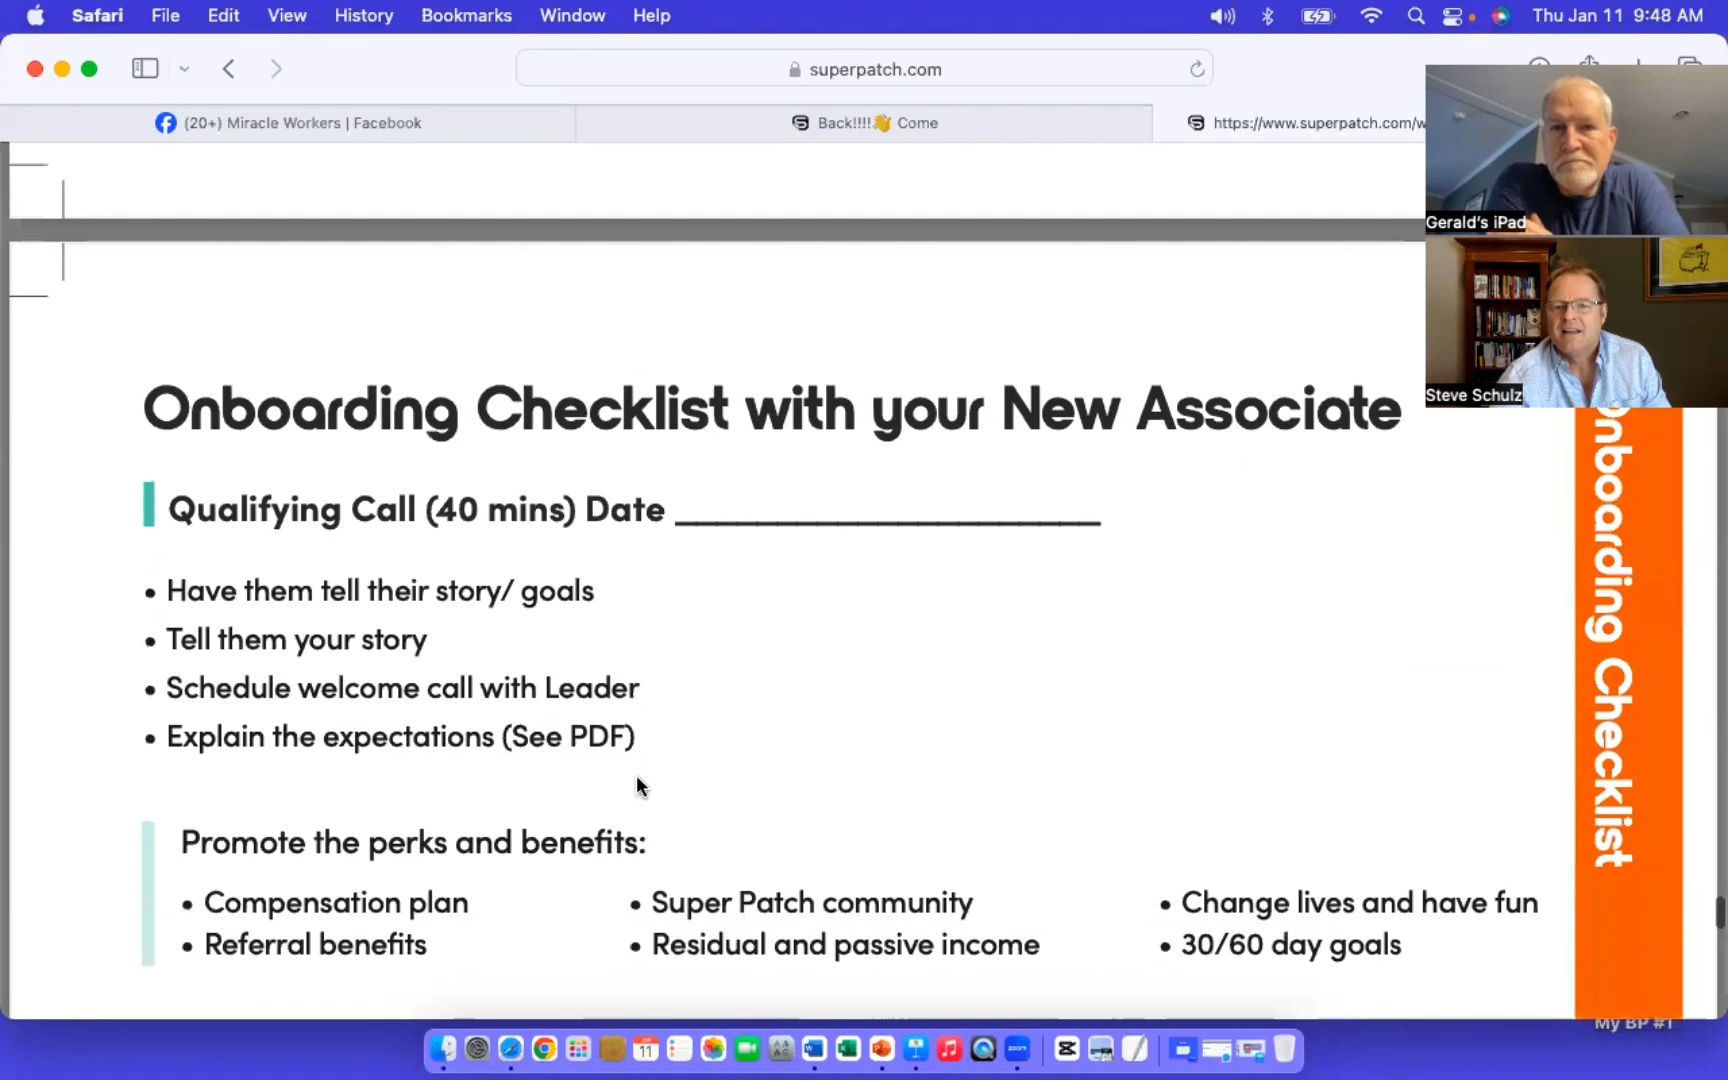 Safari File Edit View History Bookmarks Window Help Thu Jan 11 9:48 AM
superpatch.com
(20+) Miracle Workers | Facebook
Back!!!!👋 Come
https://www.superpatch.com/w
Gerald's iPad
Steve Schulz
Onboarding Checklist with your New Associate
Qualifying Call (40 mins) Date ______________________
• Have them tell their story/ goals
• Tell them your story
• Schedule welcome call with Leader
• Explain the expectations (See PDF)
Promote the perks and benefits:
• Compensation plan
• Referral benefits
• Super Patch community
• Residual and passive income
• Change lives and have fun
• 30/60 day goals
nboarding Checklist
My BP #1
11
zoom